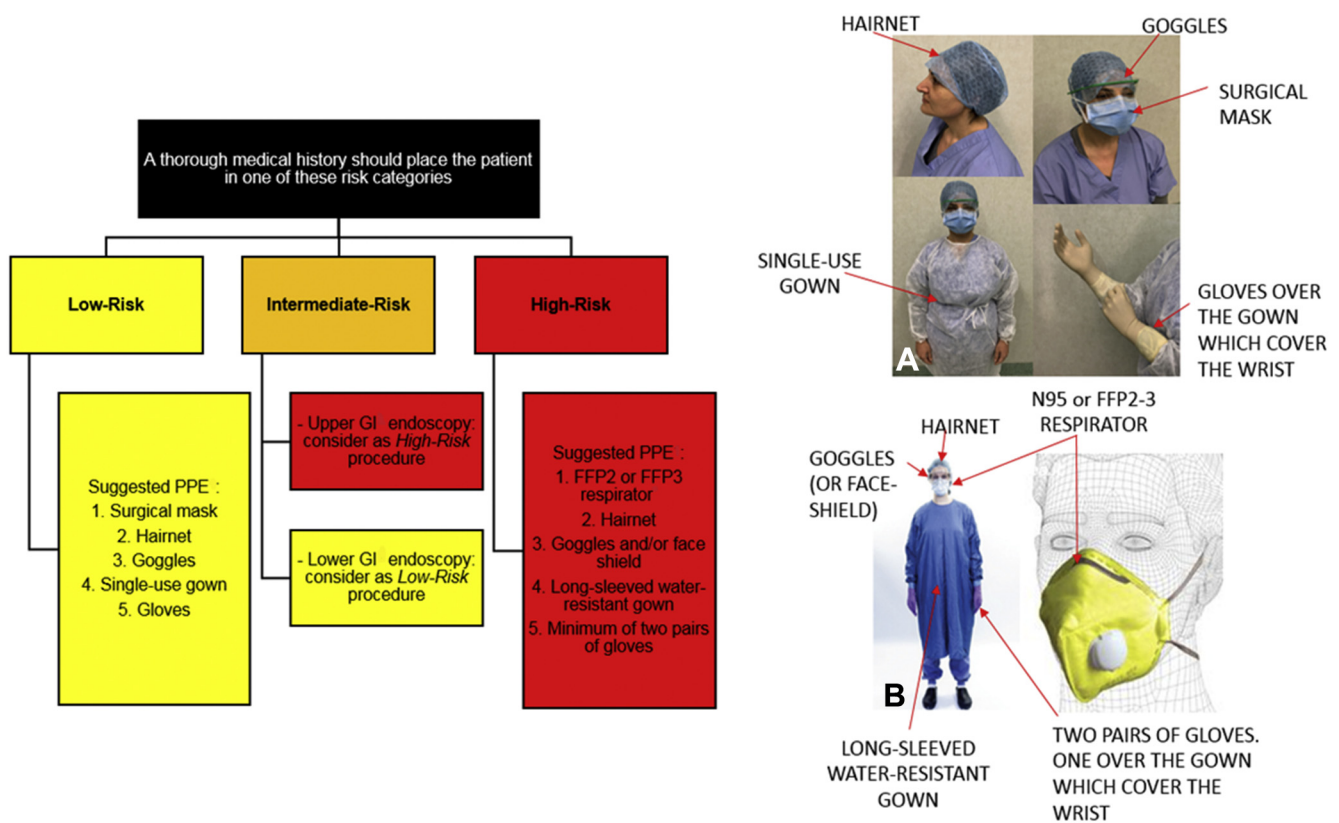 A thorough medical history should place the patient
in one of these risk categories
Low-Risk
Intermediate-Risk
High-Risk
Suggested PPE :
1. Surgical mask
2. Hairnet
3. Goggles
4. Single-use gown
5. Gloves
- Upper GI endoscopy:
consider as High-Risk
procedure
- Lower GI endoscopy:
consider as Low-Risk
procedure
Suggested PPE :
1. FFP2 or FFP3
respirator
2. Hairnet
3. Goggles and/or face
shield
4. Long-sleeved water-
resistant gown
5. Minimum of two pairs
of gloves
HAIRNET
GOGGLES
SURGICAL
MASK
SINGLE-USE
GOWN
GLOVES OVER
THE GOWN
WHICH COVER
THE WRIST
A
HAIRNET
N95 or FFP2-3
RESPIRATOR
GOGGLES
(OR FACE-
SHIELD)
B
LONG-SLEEVED
WATER-RESISTANT
GOWN
TWO PAIRS OF GLOVES.
ONE OVER THE GOWN
WHICH COVER THE
WRIST